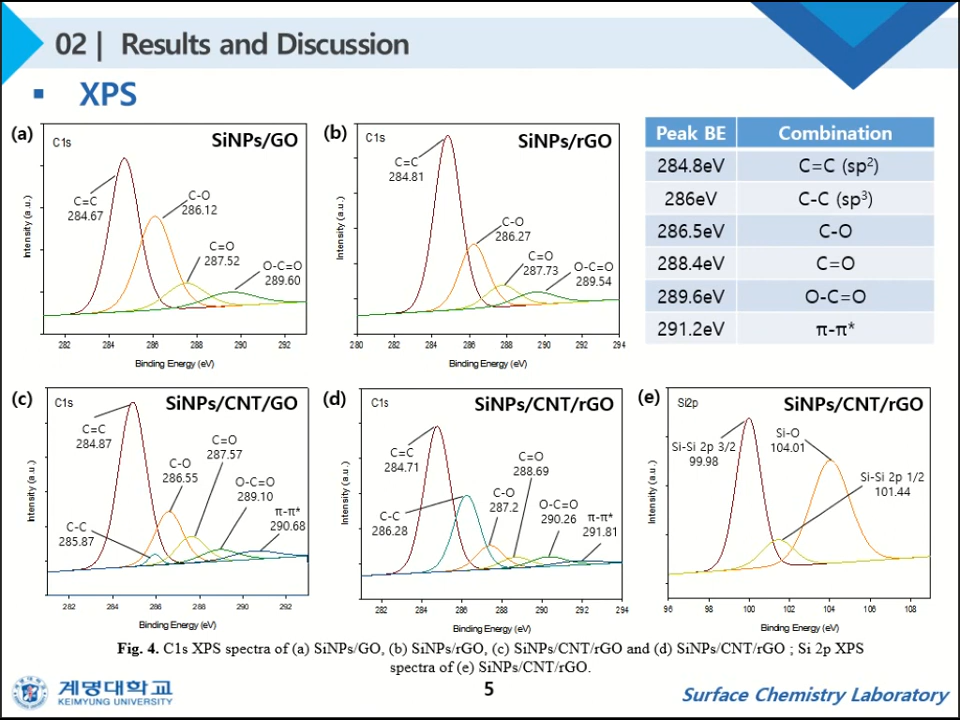 02 | Results and Discussion
▪ XPS
(a)
C1s
SiNPs/GO
C=C
284.67
C-O
286.12
C=O
287.52
O-C=O
289.60
Intensity (a.u.)
282 284 286 288 290 292
Binding Energy (eV)
(b)
C1s
SiNPs/rGO
C=C
284.81
C-O
286.27
C=O
287.73
O-C=O
289.54
Intensity (a.u.)
280 282 284 286 288 290 292 294
Binding Energy (eV)
Peak BE Combination
284.8eV C=C (sp²)
286eV C-C (sp³)
286.5eV C-O
288.4eV C=O
289.6eV O-C=O
291.2eV π-π*
(c)
C1s
SiNPs/CNT/GO
C=C
284.87
C-O
286.55
C=O
287.57
O-C=O
289.10
π-π*
290.68
C-C
285.87
Intensity (a.u.)
282 284 286 288 290 292
Binding Energy (eV)
(d)
C1s
SiNPs/CNT/rGO
C=C
284.71
C-C
286.28
C-O
287.2
C=O
288.69
O-C=O
290.26
π-π*
291.81
Intensity (a.u.)
282 284 286 288 290 292 294
Binding Energy (eV)
(e)
Si2p
SiNPs/CNT/rGO
Si-Si 2p 3/2
99.98
Si-O
104.01
Si-Si 2p 1/2
101.44
Intensity (a.u.)
96 98 100 102 104 106 108
Binding Energy (eV)
Fig. 4. C1s XPS spectra of (a) SiNPs/GO, (b) SiNPs/rGO, (c) SiNPs/CNT/rGO and (d) SiNPs/CNT/rGO ; Si 2p XPS
spectra of (e) SiNPs/CNT/rGO.
계명대학교
KEIMYUNG UNIVERSITY
5
Surface Chemistry Laboratory